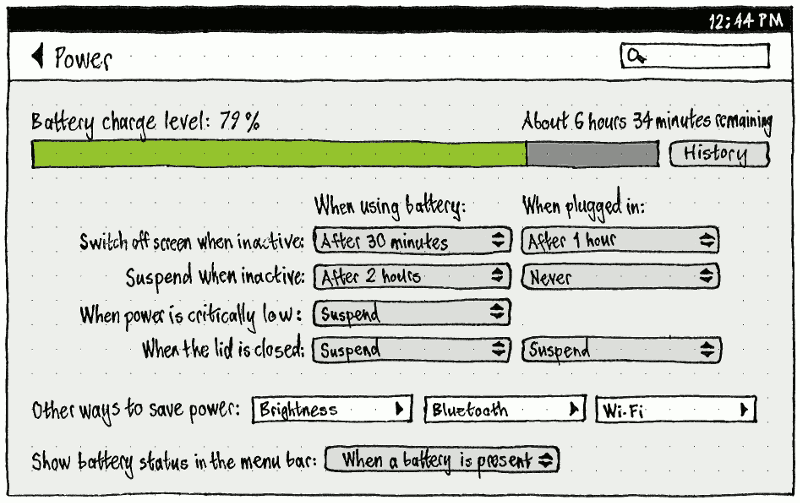 12:44 PM
Power
Battery charge level: 79% About 6 hours 34 minutes remaining
History
When using battery: When plugged in:
Switch off screen when inactive: After 30 minutes After 1 hour
Suspend when inactive: After 2 hours Never
When power is critically low: Suspend
When the lid is closed: Suspend Suspend
Other ways to save power: Brightness Bluetooth Wi-Fi
Show battery status in the menu bar: When a battery is present